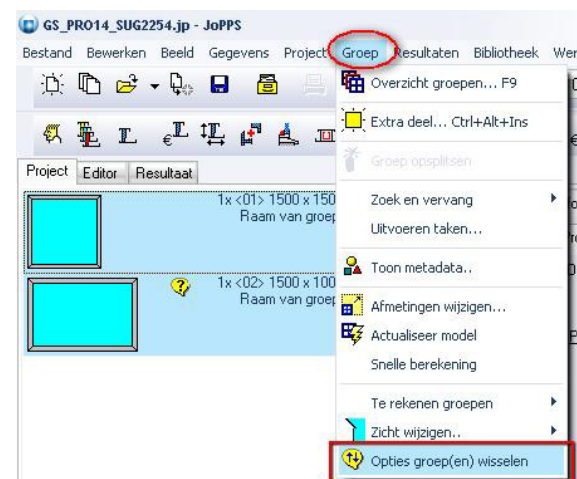 GS_PRO14_SUG2254.jp - JoPPS
Bestand Bewerken Beeld Gegevens Project Groep Resultaten Bibliotheek
Overzicht groepen... F9
Extra deel... Ctrl+Alt+Ins
Groep opsplitsen
Project Editor Resultaat
1x <01> 1500 x 150
Raam van groep
Zoek en vervang
Uitvoeren taken...
Toon metadata..
1x <02> 1500 x 100
Raam van groep
Afmetingen wijzigen...
Actualiseer model
Snelle berekening
Te rekenen groepen
Zicht wijzigen..
Opties groep(en) wisselen